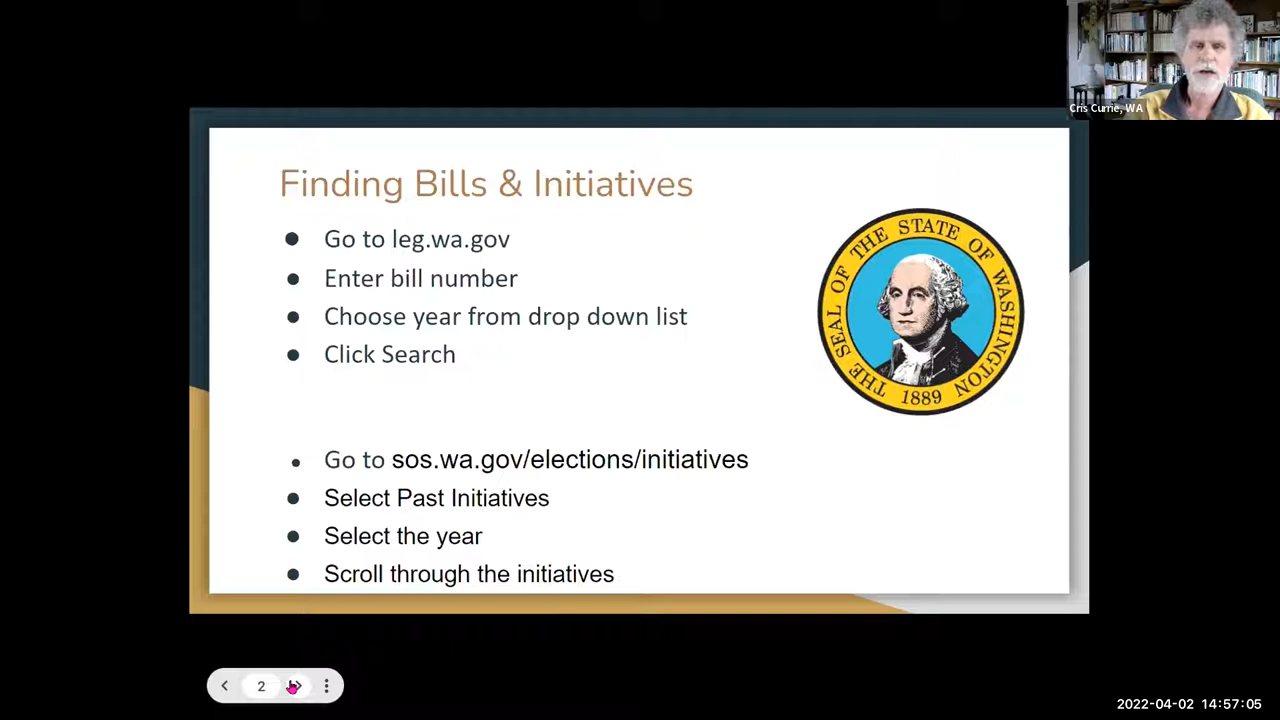 Cris Currie, WA
Finding Bills & Initiatives
Go to leg.wa.gov
Enter bill number
Choose year from drop down list
Click Search
THE SEAL OF THE STATE OF WASHINGTON
1889
Go to sos.wa.gov/elections/initiatives
Select Past Initiatives
Select the year
Scroll through the initiatives
2
2022-04-02 14:57:05